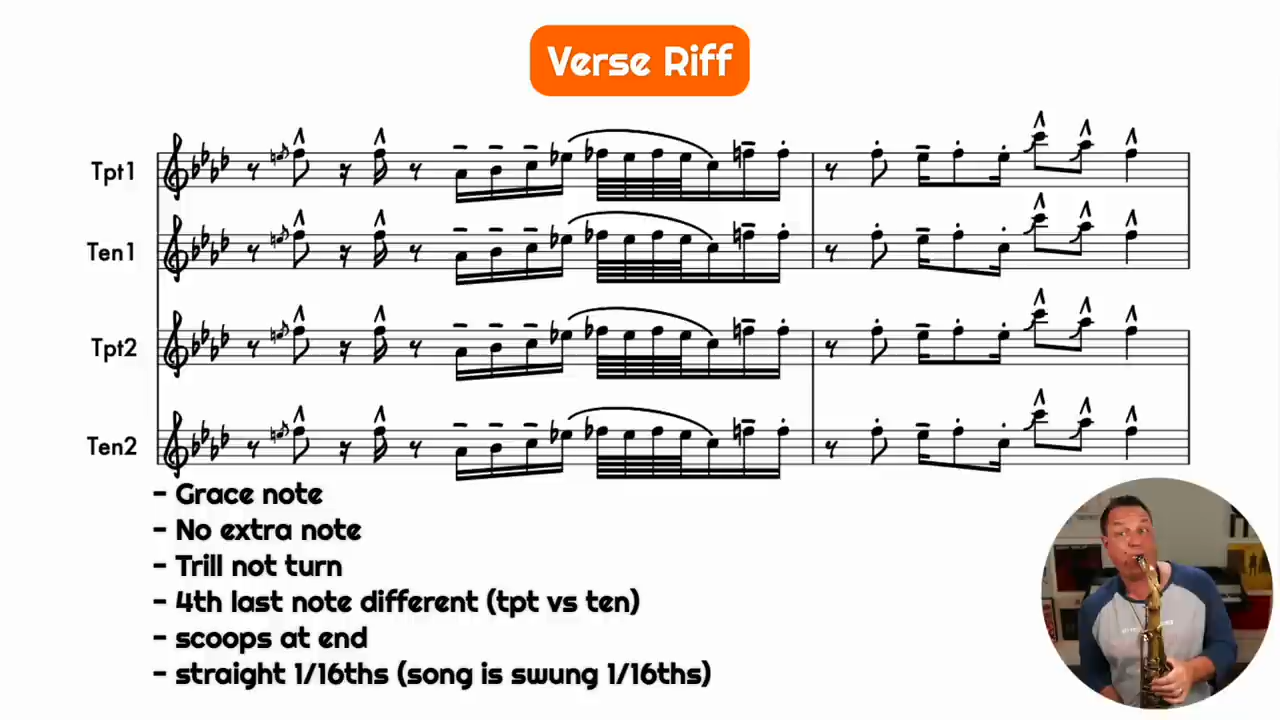 Verse Riff
Tpt1
Ten1
Tpt2
Ten2
- Grace note
- No extra note
- Trill not turn
- 4th last note different (tpt vs ten)
- scoops at end
- straight 1/16ths (song is swung 1/16ths)